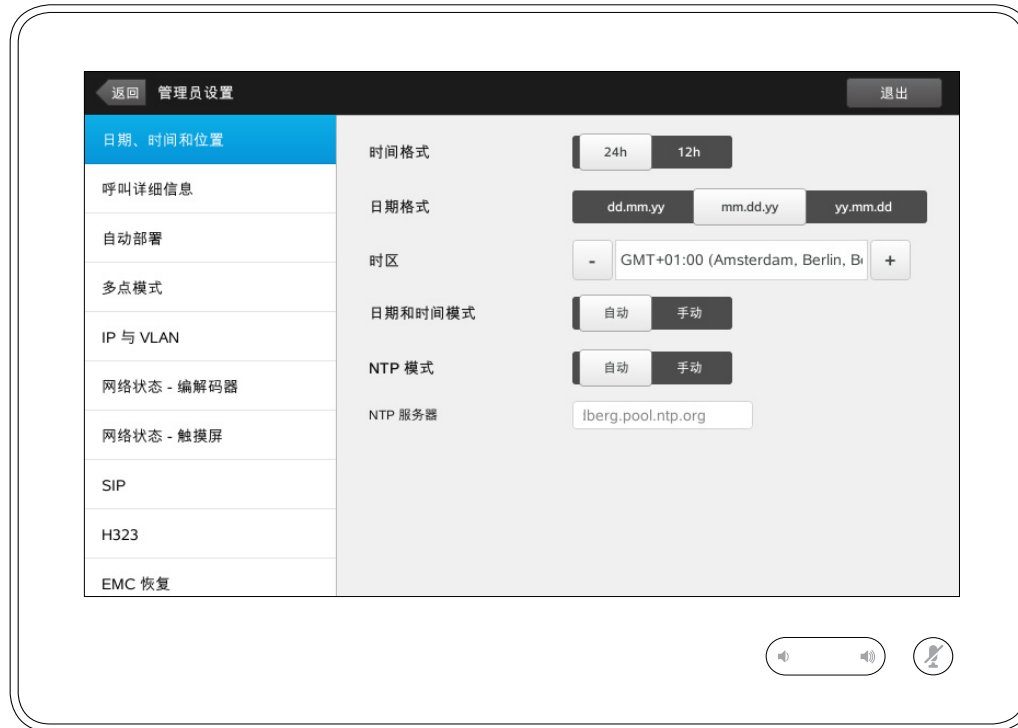 返回 管理员设置 退出
日期、时间和位置
呼叫详细信息
自动部署
多点模式
IP 与 VLAN
网络状态 - 编解码器
网络状态 - 触摸屏
SIP
H323
EMC 恢复
时间格式 24h 12h
日期格式 dd.mm.yy mm.dd.yy yy.mm.dd
时区 - GMT+01:00 (Amsterdam, Berlin, +
日期和时间模式 自动 手动
NTP 模式 自动 手动
NTP 服务器 berg.pool.ntp.org